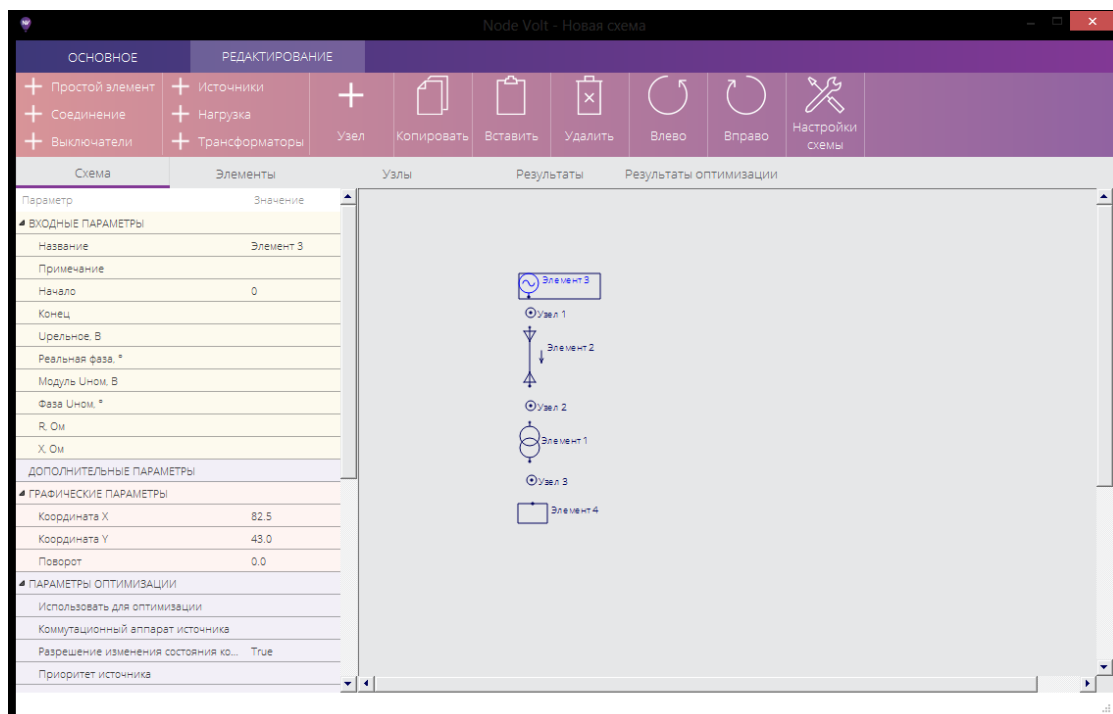 Node Volt - Новая схема
ОСНОВНОЕ РЕДАКТИРОВАНИЕ
Простой элемент Источники
Соединение Нагрузка
Выключатели Трансформаторы
Узел Копировать Вставить Удалить Влево Вправо Настройки схемы
Схема Элементы Узлы Результаты Результаты оптимизации
Параметр Значение
ВХОДНЫЕ ПАРАМЕТРЫ
Название Элемент 3
Примечание
Начало 0
Конец
Uрельное, В
Реальная фаза, °
Модуль Uном, В
Фаза Uном, °
R, Ом
X, Ом
ДОПОЛНИТЕЛЬНЫЕ ПАРАМЕТРЫ
ГРАФИЧЕСКИЕ ПАРАМЕТРЫ
Координата X 82.5
Координата Y 43.0
Поворот 0.0
ПАРАМЕТРЫ ОПТИМИЗАЦИИ
Использовать для оптимизации
Коммутационный аппарат источника
Разрешение изменения состояния ко... True
Приоритет источника
Элемент 3
Узел 1
Элемент 2
Узел 2
Элемент 1
Узел 3
Элемент 4